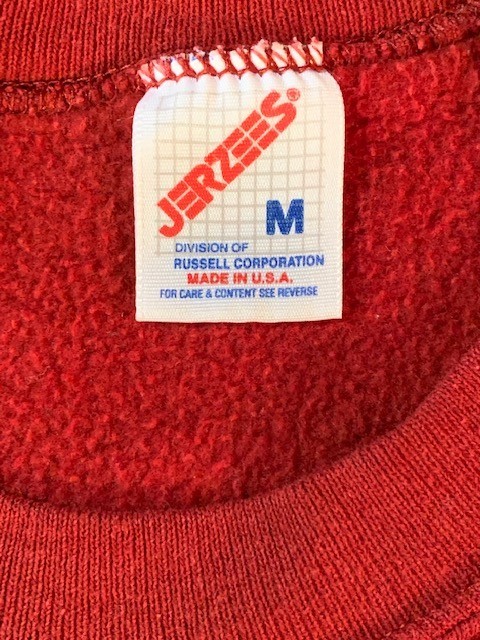 JERZEES®
M
DIVISION OF
RUSSELL CORPORATION
MADE IN U.S.A.
FOR CARE & CONTENT SEE REVERSE